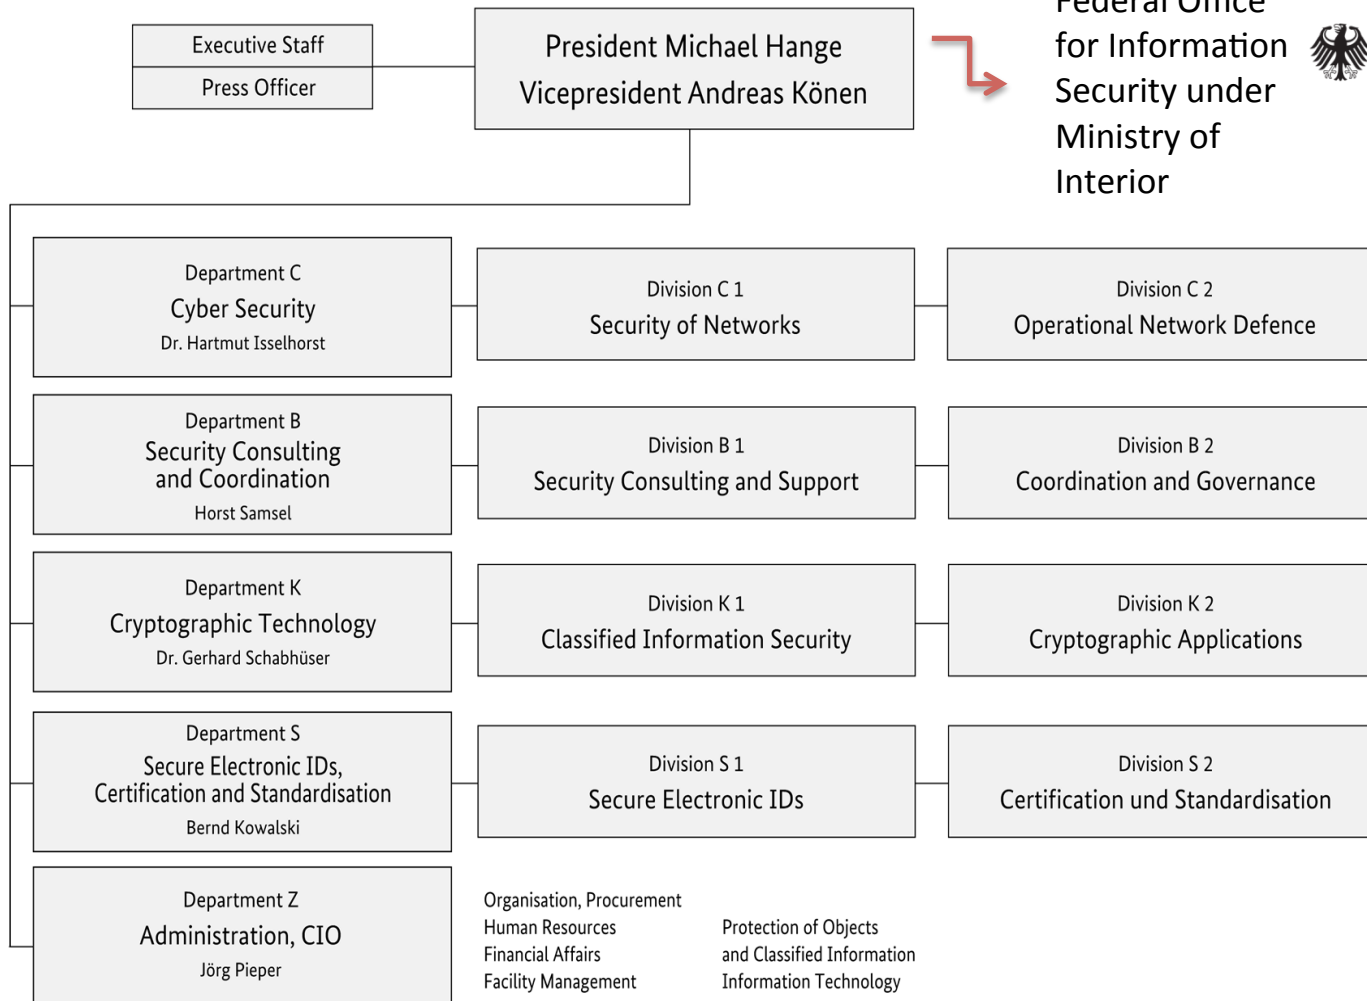 Executive Staff
Press Officer
President Michael Hange
Vicepresident Andreas Könen
Federal Office
for Information
Security under
Ministry of
Interior
Department C
Cyber Security
Dr. Hartmut Isselhorst
Division C 1
Security of Networks
Division C 2
Operational Network Defence
Department B
Security Consulting
and Coordination
Horst Samsel
Division B 1
Security Consulting and Support
Division B 2
Coordination and Governance
Department K
Cryptographic Technology
Dr. Gerhard Schabhüser
Division K 1
Classified Information Security
Division K 2
Cryptographic Applications
Department S
Secure Electronic IDs,
Certification and Standardisation
Bernd Kowalski
Division S 1
Secure Electronic IDs
Division S 2
Certification und Standardisation
Department Z
Administration, CIO
Jörg Pieper
Organisation, Procurement
Human Resources
Financial Affairs
Facility Management
Protection of Objects
and Classified Information
Information Technology